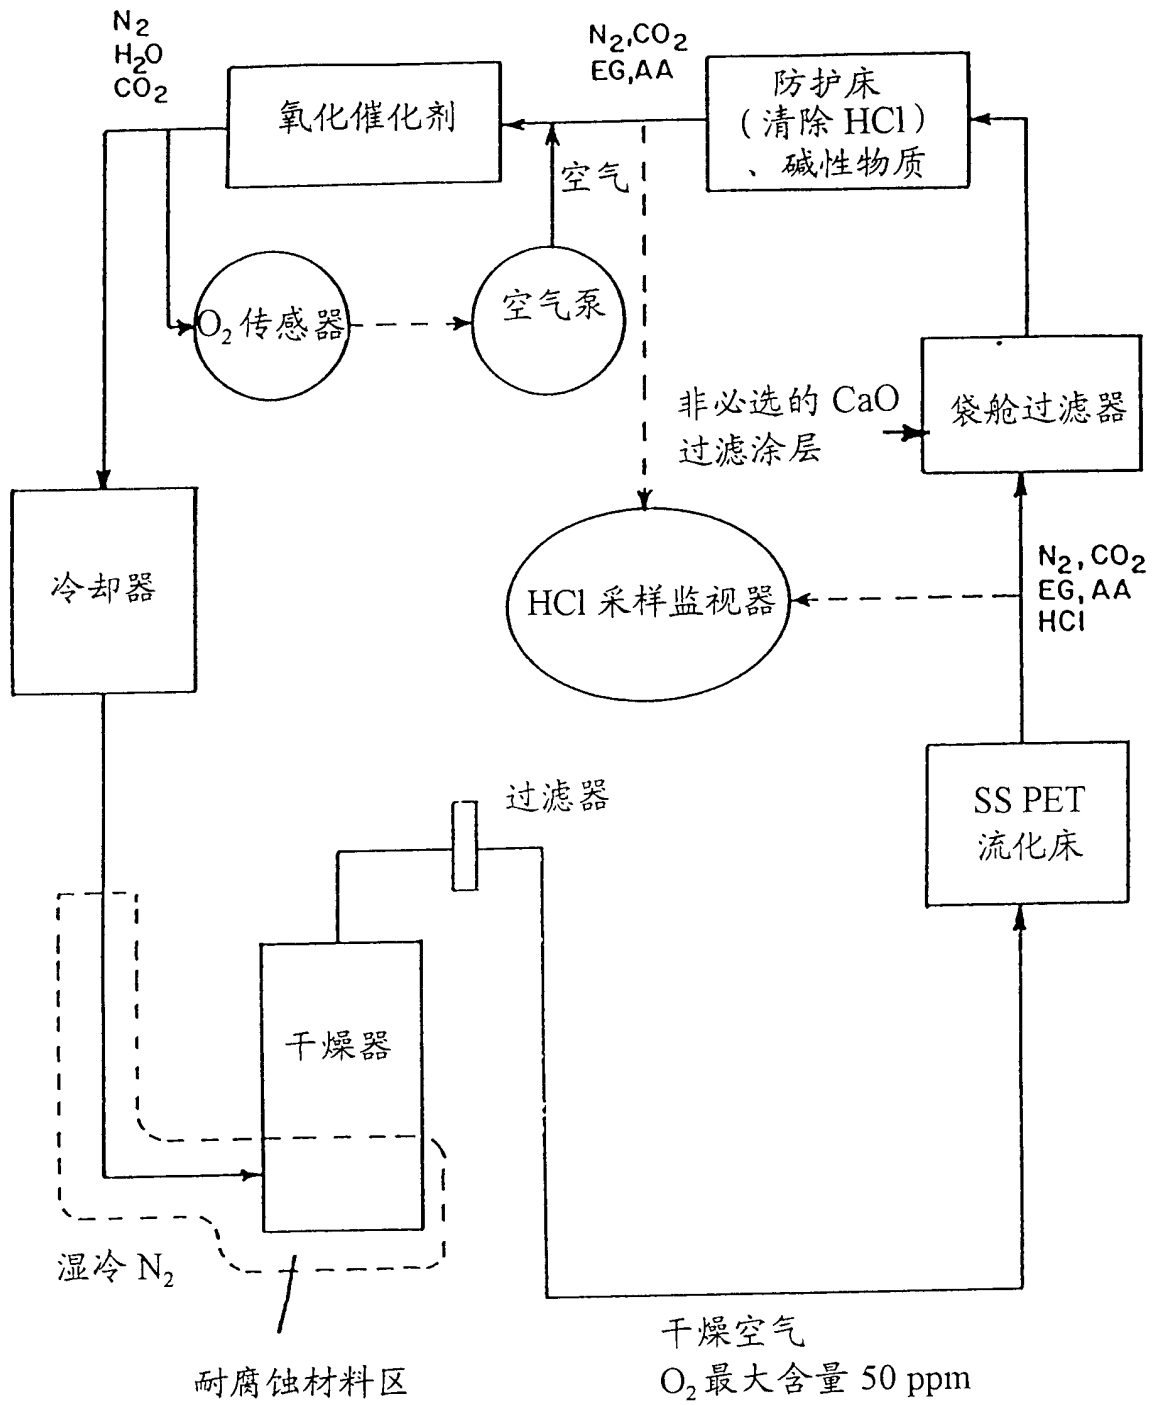 N2
H2O
CO2
N2,CO2
EG,AA
氧化催化剂
防护床
(清除 HCl)
、碱性物质
空气
O2 传感器
空气泵
非必选的 CaO
过滤涂层
袋舱过滤器
冷却器
HCl 采样监视器
N2, CO2
EG, AA
HCl
过滤器
SS PET
流化床
干燥器
湿冷 N2
耐腐蚀材料区
干燥空气
O2 最大含量 50 ppm